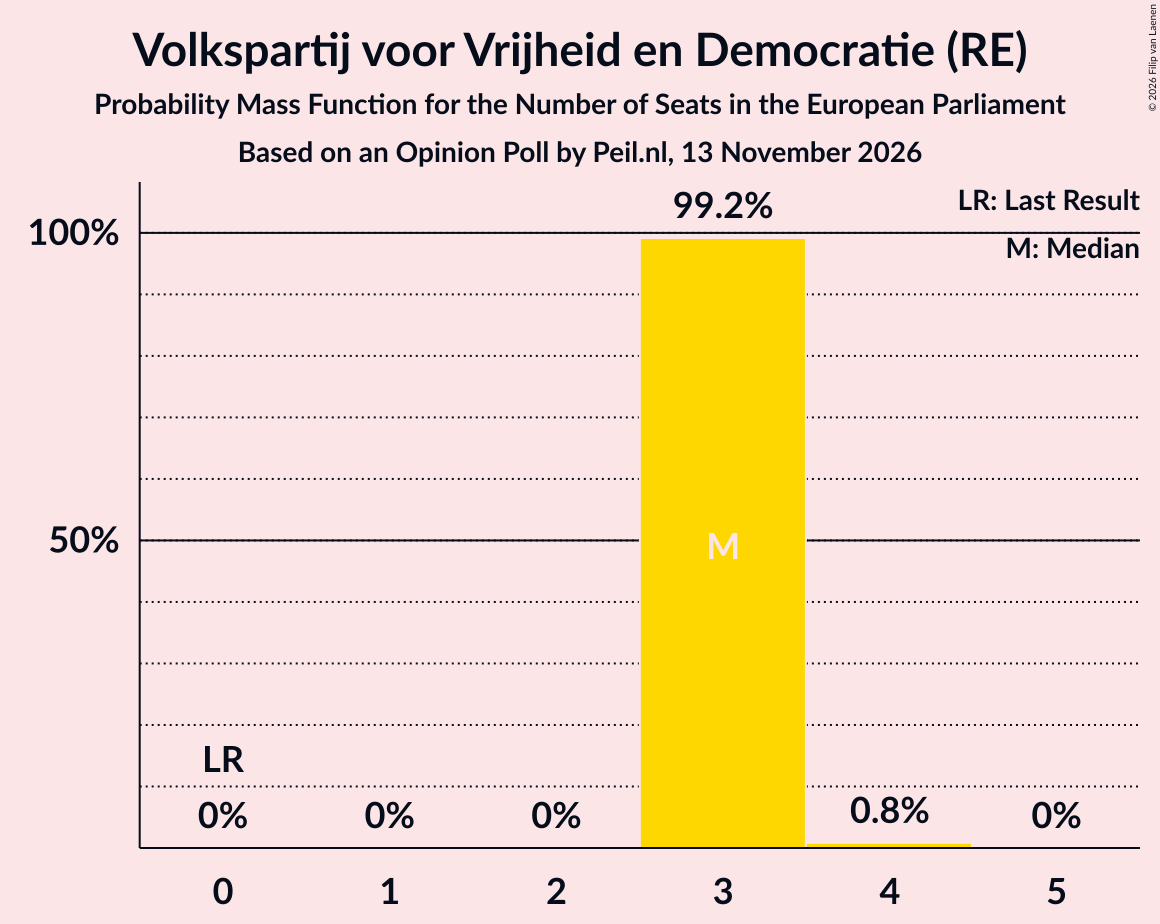 Volkspartij voor Vrijheid en Democratie (RE)
Probability Mass Function for the Number of Seats in the European Parliament
Based on an Opinion Poll by Peil.nl, 13 November 2026
© 2026 Filip van Laenen
99.2%
LR: Last Result
100%
M: Median
50%
M
LR
0%
0%
0%
0.8%
0%
0
1
2
3
4
5